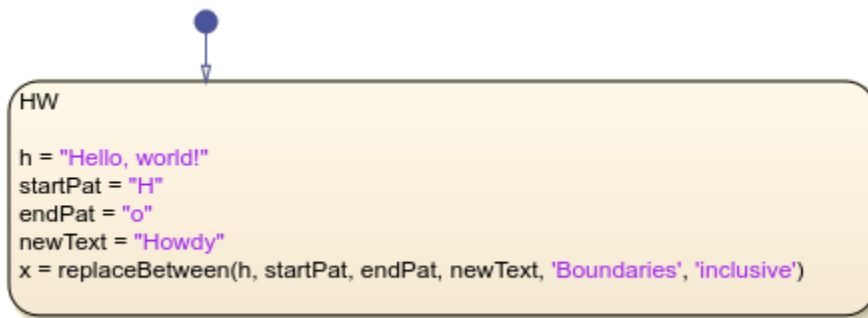 HW
h = "Hello, world!"
startPat = "H"
endPat = "o"
newText = "Howdy"
x = replaceBetween(h, startPat, endPat, newText, 'Boundaries', 'inclusive')